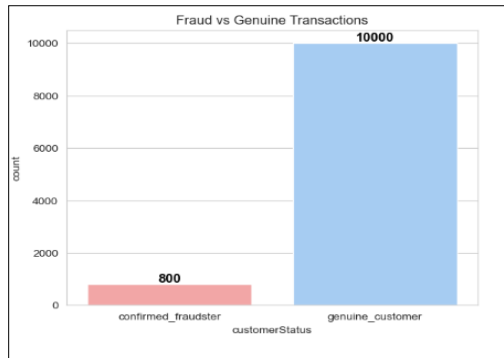 Fraud vs Genuine Transactions
10000
10000
8000
6000
4000
2000
0
count
800
confirmed_fraudster
genuine_customer
customerStatus